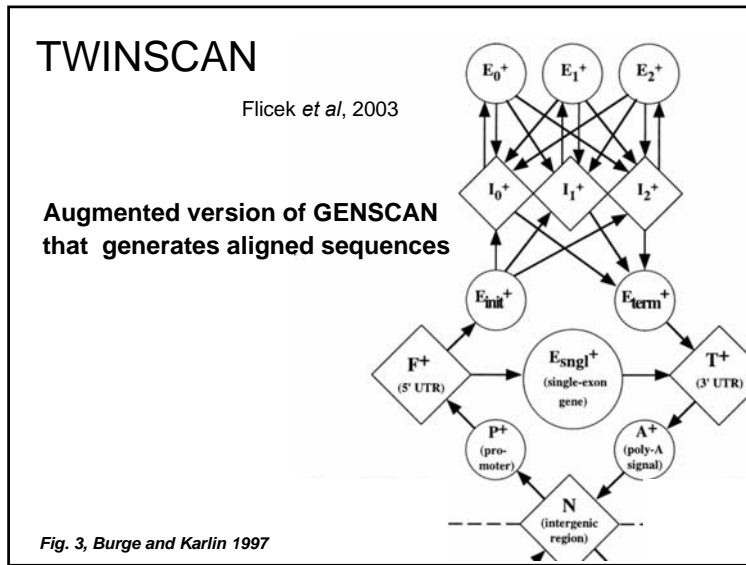 TWINSCAN
Flicek et al, 2003
Augmented version of GENSCAN
that generates aligned sequences
E0+ E1+ E2+
I0+ I1+ I2+
Einit+ Eterm+
F+
(5' UTR)
Esngl+
(single-exon
gene)
T+
(3' UTR)
P+
(pro-
moter)
A+
(poly-A
signal)
N
(intergenic
region)
Fig. 3, Burge and Karlin 1997